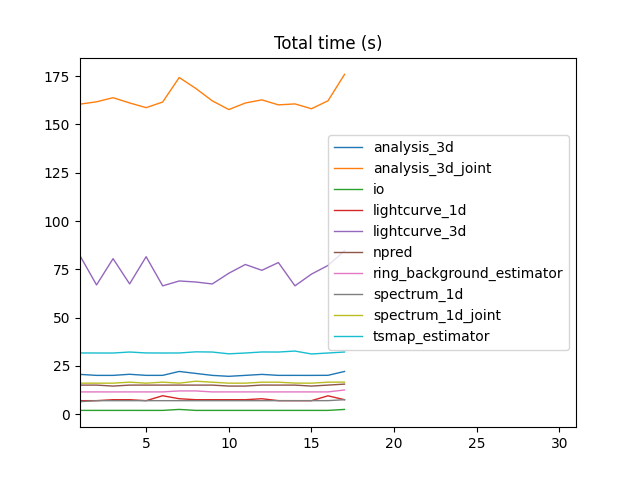 Total time (s)
175
150
125
100
75
50
25
0
5
10
15
20
25
30
analysis_3d
analysis_3d_joint
io
lightcurve_1d
lightcurve_3d
npred
ring_background_estimator
spectrum_1d
spectrum_1d_joint
tsmap_estimator